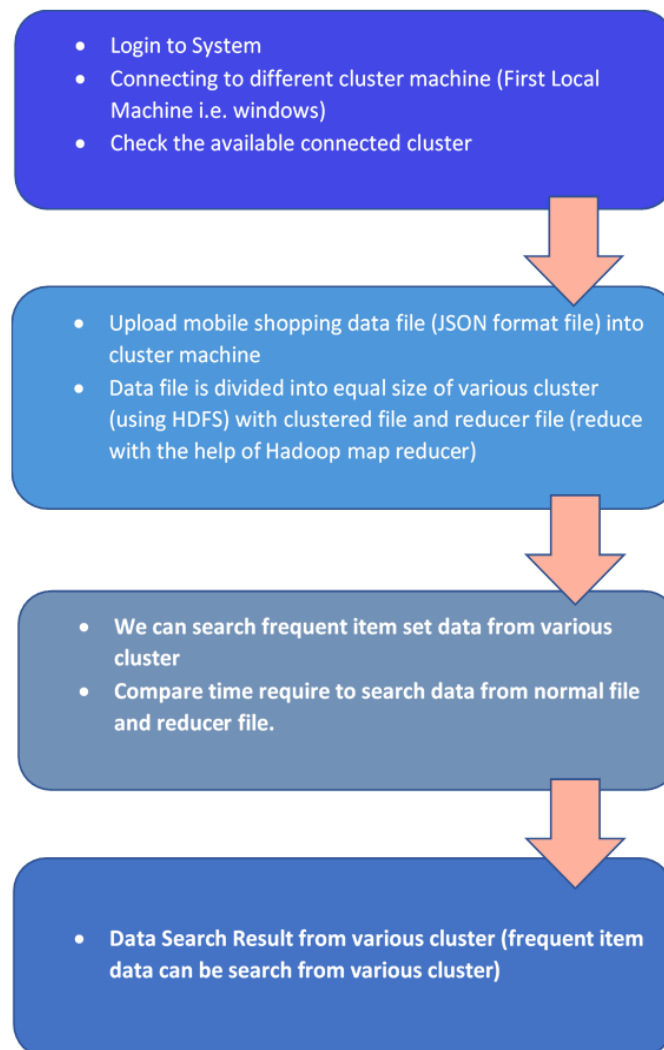 • Login to System
• Connecting to different cluster machine (First Local
Machine i.e. windows)
• Check the available connected cluster
• Upload mobile shopping data file (JSON format file) into
cluster machine
• Data file is divided into equal size of various cluster
(using HDFS) with clustered file and reducer file (reduce
with the help of Hadoop map reducer)
• We can search frequent item set data from various
cluster
• Compare time require to search data from normal file
and reducer file.
• Data Search Result from various cluster (frequent item
data can be search from various cluster)